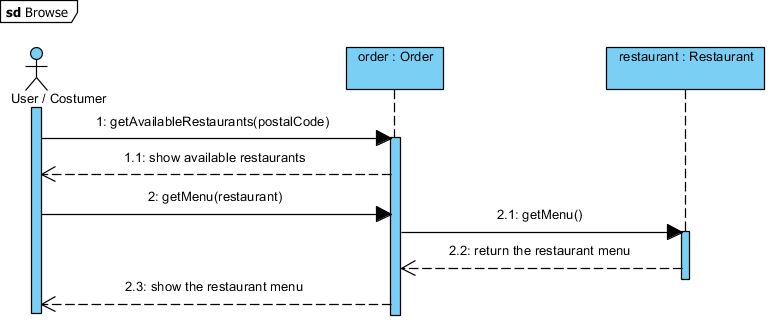 sd Browse
order : Order
restaurant : Restaurant
User / Costumer
1: getAvailableRestaurants(postalCode)
1.1: show available restaurants
2: getMenu(restaurant)
2.1: getMenu()
2.2: return the restaurant menu
2.3: show the restaurant menu